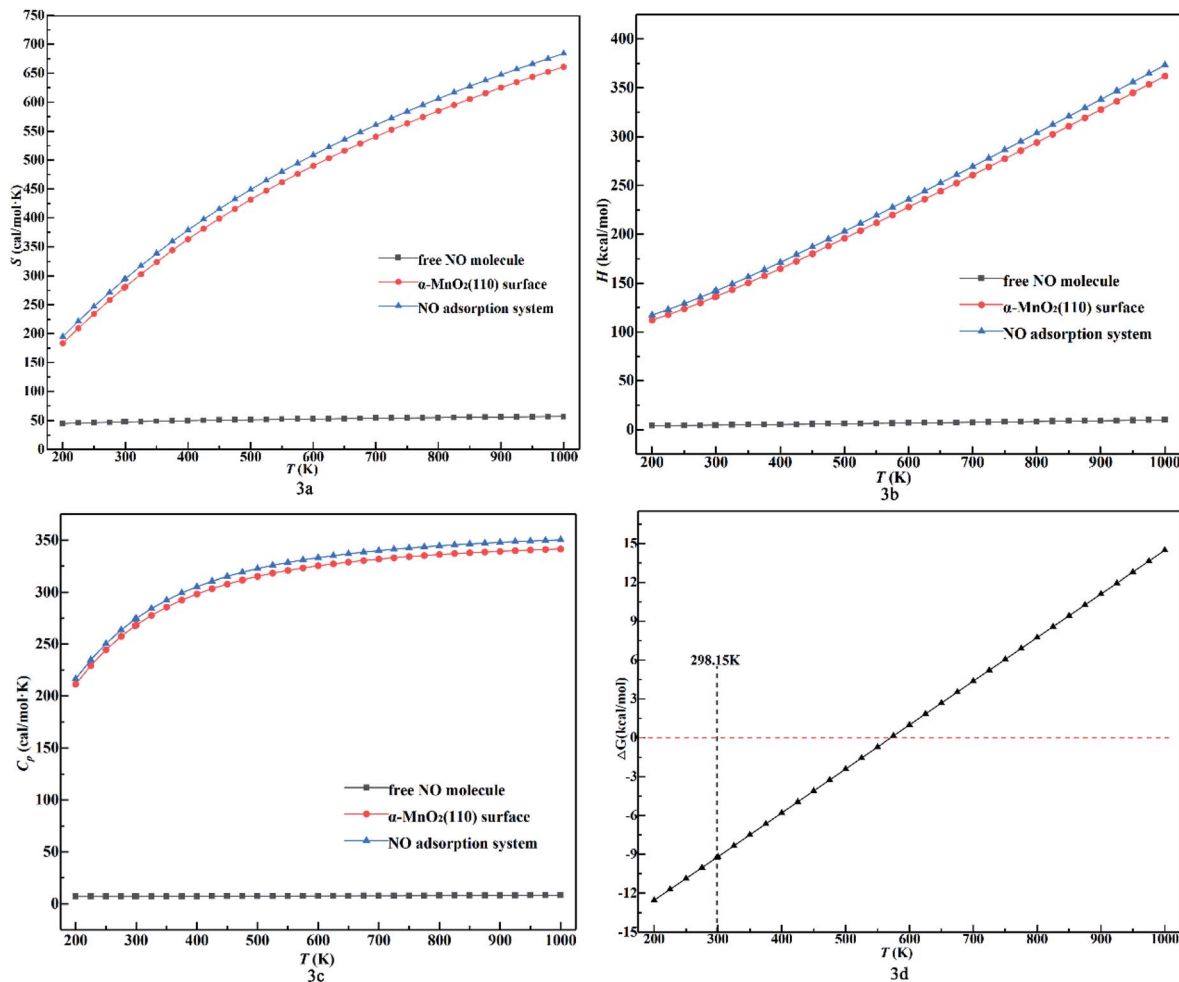 750
700
650
600
550
500
450
400
350
300
250
200
150
100
50
0
S (cal/mol·K)
free NO molecule
α-MnO₂(110) surface
NO adsorption system
200 300 400 500 600 700 800 900 1000
T (K)
3a
400
350
300
250
200
150
100
50
0
H (kcal/mol)
free NO molecule
α-MnO₂(110) surface
NO adsorption system
200 300 400 500 600 700 800 900 1000
T (K)
3b
350
300
250
200
150
100
50
0
Cₚ (cal/mol·K)
free NO molecule
α-MnO₂(110) surface
NO adsorption system
200 300 400 500 600 700 800 900 1000
T (K)
3c
15
12
9
6
3
0
-3
-6
-9
-12
-15
△G(kcal/mol)
298.15K
200 300 400 500 600 700 800 900 1000
T (K)
3d